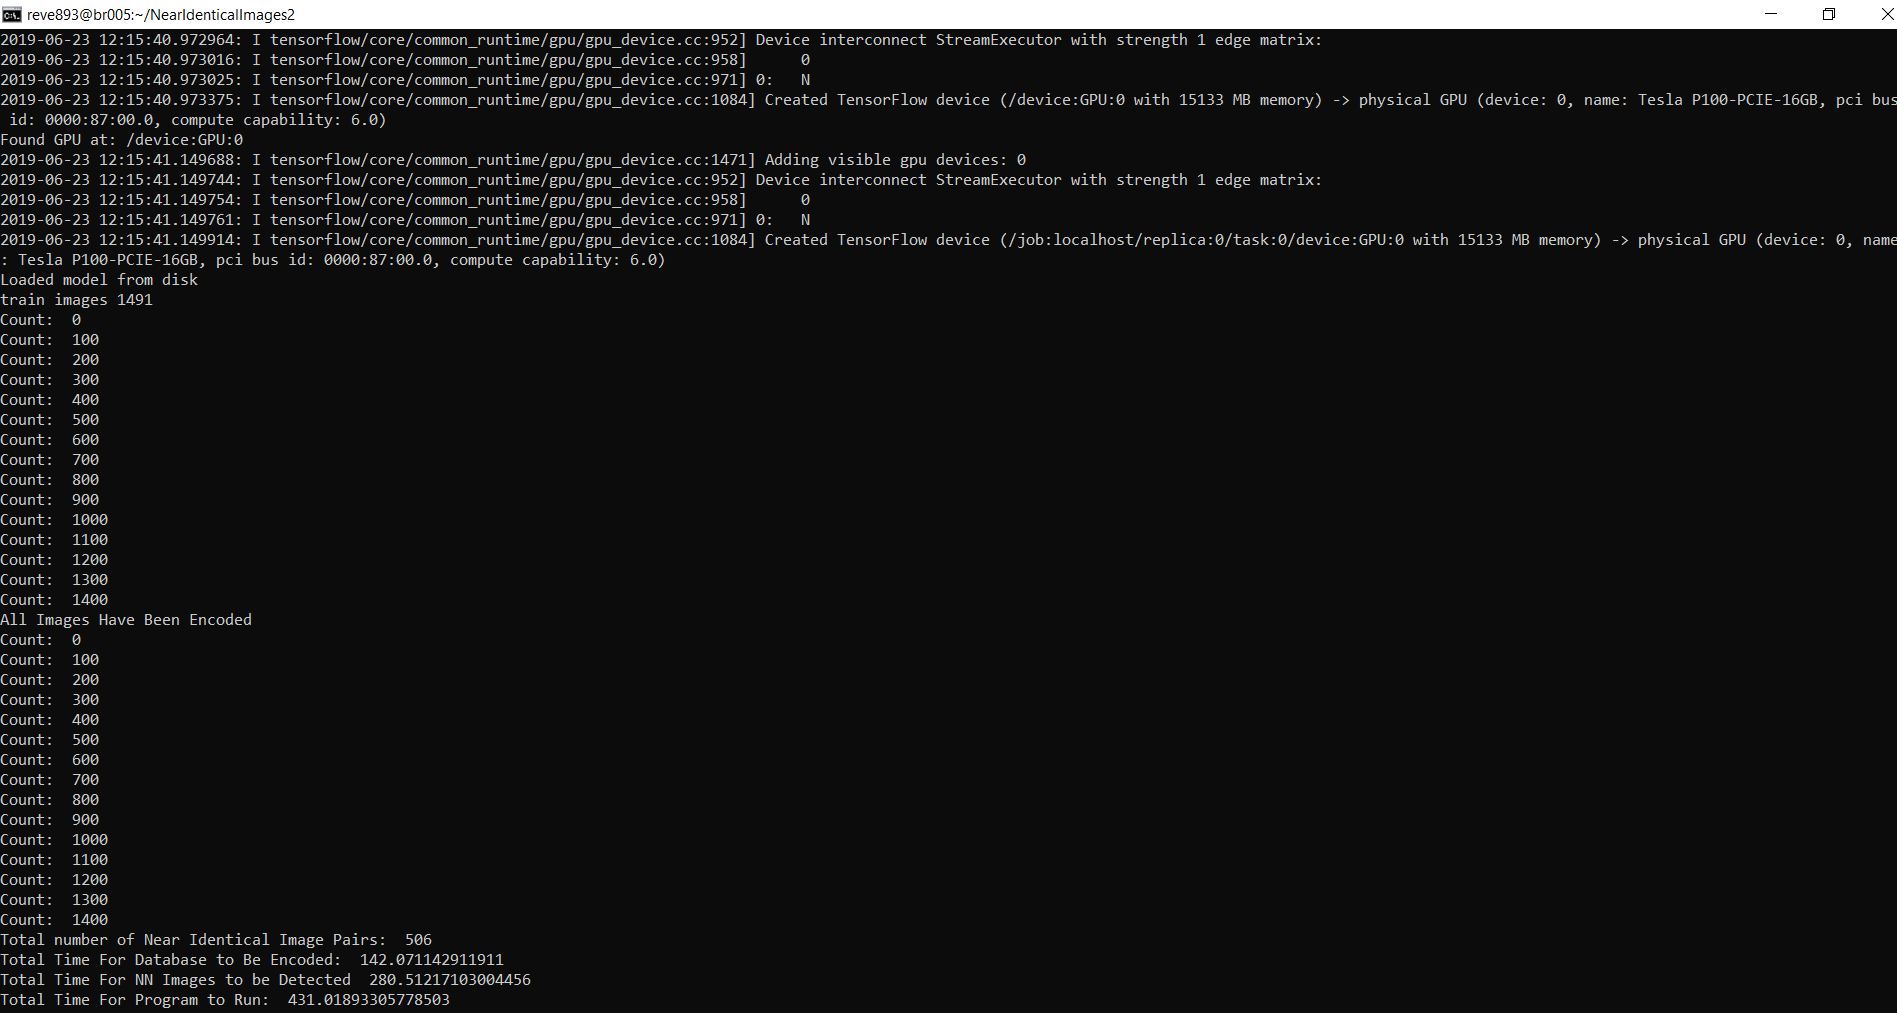 reve893@br005:~/NearIdenticalImages2
2019-06-23 12:15:40.972964: I tensorflow/core/common_runtime/gpu/gpu_device.cc:952] Device interconnect StreamExecutor with strength 1 edge matrix:
2019-06-23 12:15:40.973016: I tensorflow/core/common_runtime/gpu/gpu_device.cc:958]      0
2019-06-23 12:15:40.973025: I tensorflow/core/common_runtime/gpu/gpu_device.cc:971] 0:   N
2019-06-23 12:15:40.973375: I tensorflow/core/common_runtime/gpu/gpu_device.cc:1084] Created TensorFlow device (/device:GPU:0 with 15133 MB memory) -> physical GPU (device: 0, name: Tesla P100-PCIE-16GB, pci bus
 id: 0000:87:00.0, compute capability: 6.0)
Found GPU at: /device:GPU:0
2019-06-23 12:15:41.149688: I tensorflow/core/common_runtime/gpu/gpu_device.cc:1471] Adding visible gpu devices: 0
2019-06-23 12:15:41.149744: I tensorflow/core/common_runtime/gpu/gpu_device.cc:952] Device interconnect StreamExecutor with strength 1 edge matrix:
2019-06-23 12:15:41.149754: I tensorflow/core/common_runtime/gpu/gpu_device.cc:958]      0
2019-06-23 12:15:41.149761: I tensorflow/core/common_runtime/gpu/gpu_device.cc:971] 0:   N
2019-06-23 12:15:41.149914: I tensorflow/core/common_runtime/gpu/gpu_device.cc:1084] Created TensorFlow device (/job:localhost/replica:0/task:0/device:GPU:0 with 15133 MB memory) -> physical GPU (device: 0, name
: Tesla P100-PCIE-16GB, pci bus id: 0000:87:00.0, compute capability: 6.0)
Loaded model from disk
train images 1491
Count:  0
Count:  100
Count:  200
Count:  300
Count:  400
Count:  500
Count:  600
Count:  700
Count:  800
Count:  900
Count:  1000
Count:  1100
Count:  1200
Count:  1300
Count:  1400
All Images Have Been Encoded
Count:  0
Count:  100
Count:  200
Count:  300
Count:  400
Count:  500
Count:  600
Count:  700
Count:  800
Count:  900
Count:  1000
Count:  1100
Count:  1200
Count:  1300
Count:  1400
Total number of Near Identical Image Pairs:  506
Total Time For Database to Be Encoded:  142.071142911911
Total Time For NN Images to be Detected  280.51217103004456
Total Time For Program to Run:  431.01893305778503